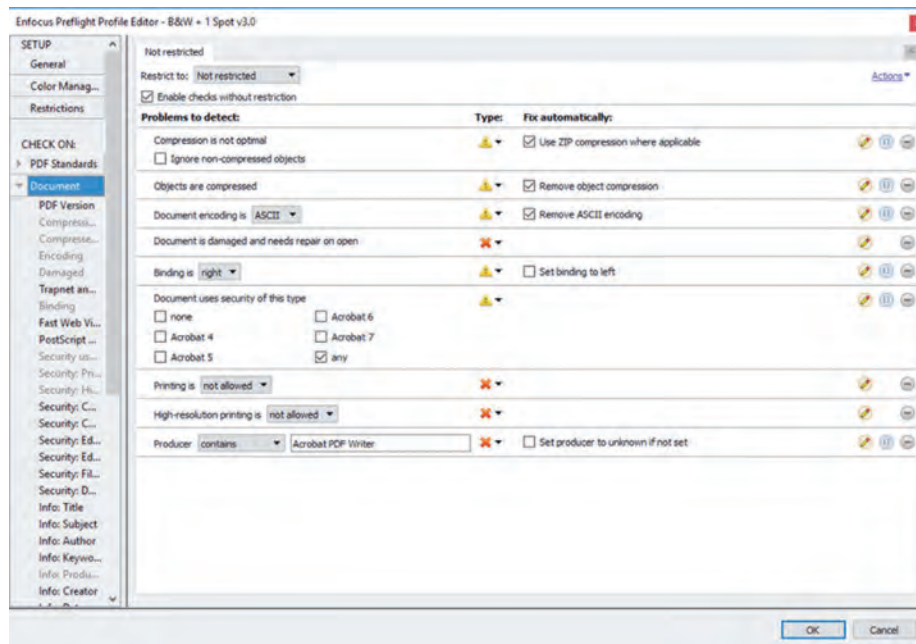 Enfocus Preflight Profile Editor - B&W + 1 Spot v3.0
SETUP
General
Color Manag...
Restrictions
CHECK ON:
PDF Standards
Document
PDF Version
Compressi...
Compresse...
Encoding
Damaged
Trapnet an...
Binding
Fast Web Vi...
PostScript ...
Security us...
Security: Pri...
Security: Hi...
Security: C...
Security: C...
Security: Ed...
Security: Ed...
Security: Fil...
Security: D...
Info: Title
Info: Subject
Info: Author
Info: Keywo...
Info: Produ...
Info: Creator
Not restricted
Restrict to: Not restricted
Actions
Enable checks without restriction
Problems to detect: Type: Fix automatically:
Compression is not optimal Use ZIP compression where applicable
Ignore non-compressed objects
Objects are compressed Remove object compression
Document encoding is ASCII Remove ASCII encoding
Document is damaged and needs repair on open
Binding is right Set binding to left
Document uses security of this type
none Acrobat 6
Acrobat 4 Acrobat 7
Acrobat 5 any
Printing is not allowed
High-resolution printing is not allowed
Producer contains Acrobat PDF Writer Set producer to unknown if not set
OK Cancel